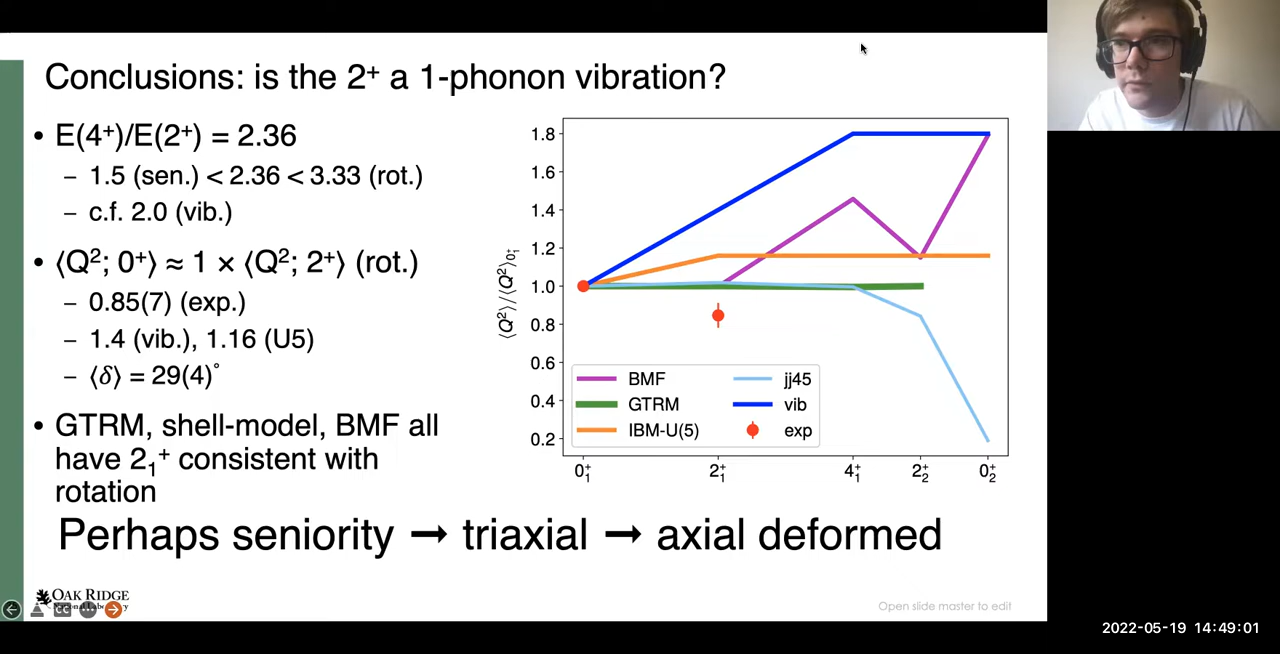 Conclusions: is the 2⁺ a 1-phonon vibration?
• E(4⁺)/E(2⁺) = 2.36
– 1.5 (sen.) < 2.36 < 3.33 (rot.)
– c.f. 2.0 (vib.)
• ⟨Q²; 0⁺⟩ ≈ 1 × ⟨Q²; 2⁺⟩ (rot.)
– 0.85(7) (exp.)
– 1.4 (vib.), 1.16 (U5)
– ⟨δ⟩ = 29(4)°
• GTRM, shell-model, BMF all
have 2₁⁺ consistent with
rotation
⟨Q²⟩/⟨Q²⟩0₁⁺
1.8
1.6
1.4
1.2
1.0
0.8
0.6
0.4
0.2
BMF
GTRM
IBM-U(5)
jj45
vib
exp
0₁⁺ 2₁⁺ 4₁⁺ 2₂⁺ 0₂⁺
Perhaps seniority → triaxial → axial deformed
OAK RIDGE
National Laboratory
CC
Open slide master to edit
2022-05-19 14:49:01